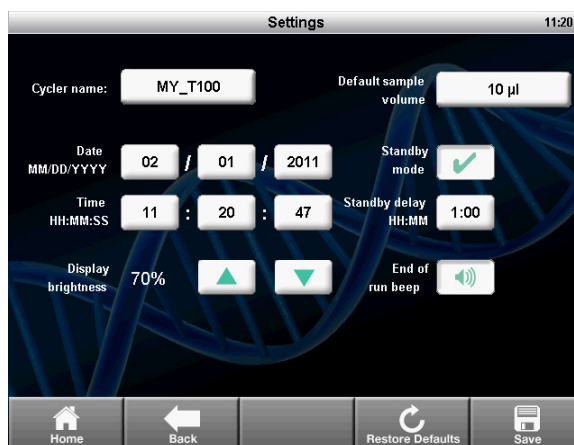 Settings
11:20
Cycler name:
MY_T100
Default sample
volume
10 µl
Date
MM/DD/YYYY
02 / 01 / 2011
Standby
mode
Time
HH:MM:SS
11 : 20 : 47
Standby delay
HH:MM
1:00
Display
brightness
70%
End of
run beep
Home
Back
Restore Defaults
Save